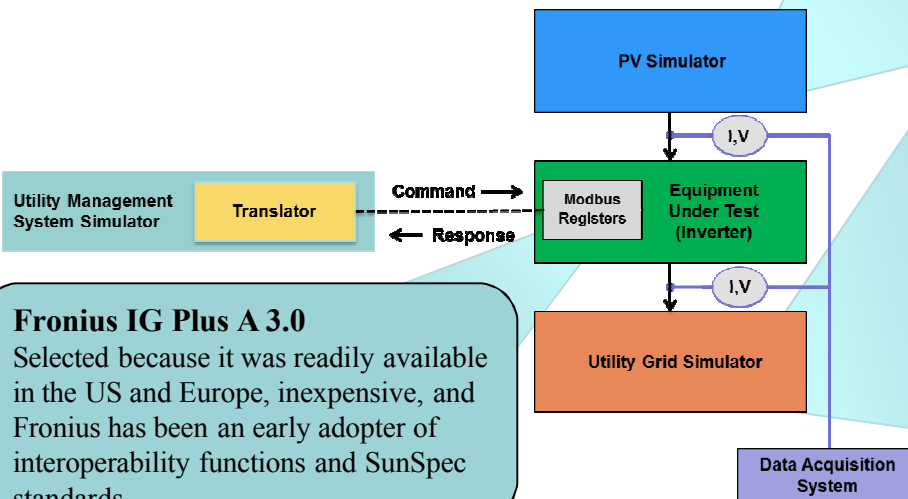 PV Simulator
I,V
Utility Management
System Simulator
Translator
Command
Response
Modbus
Registers
Equipment
Under Test
(Inverter)
I,V
Utility Grid Simulator
Data Acquisition
System
Fronius IG Plus A 3.0
Selected because it was readily available
in the US and Europe, inexpensive, and
Fronius has been an early adopter of
interoperability functions and SunSpec
standards